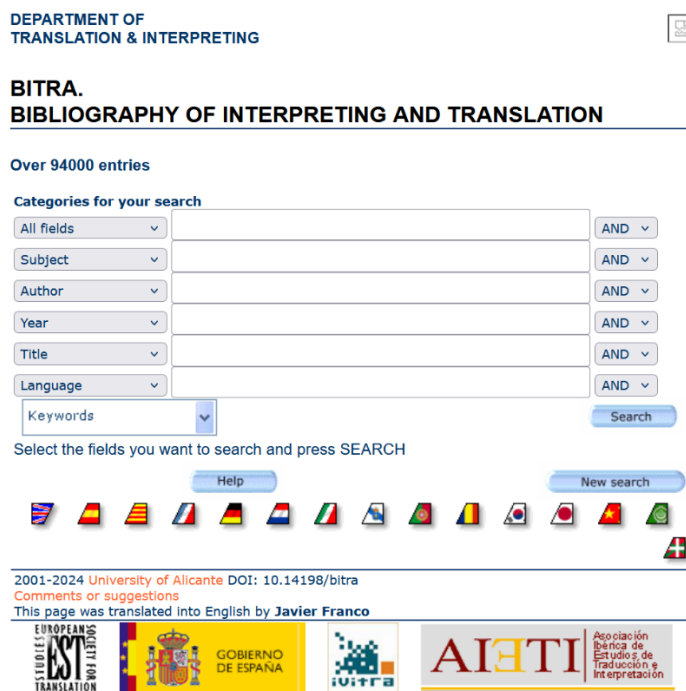 DEPARTMENT OF
TRANSLATION & INTERPRETING
BITRA.
BIBLIOGRAPHY OF INTERPRETING AND TRANSLATION
Over 94000 entries
Categories for your search
All fields AND
Subject AND
Author AND
Year AND
Title AND
Language AND
Keywords Search
Select the fields you want to search and press SEARCH
Help New search
2001-2024 University of Alicante DOI: 10.14198/bitra
Comments or suggestions
This page was translated into English by Javier Franco
EUROPEAN
SOCIETY FOR
TRANSLATION
STUDIES
EST
GOBIERNO
DE ESPAÑA
ivitra
AIETI
Asociación
Ibérica de
Estudios de
Traducción e
Interpretación